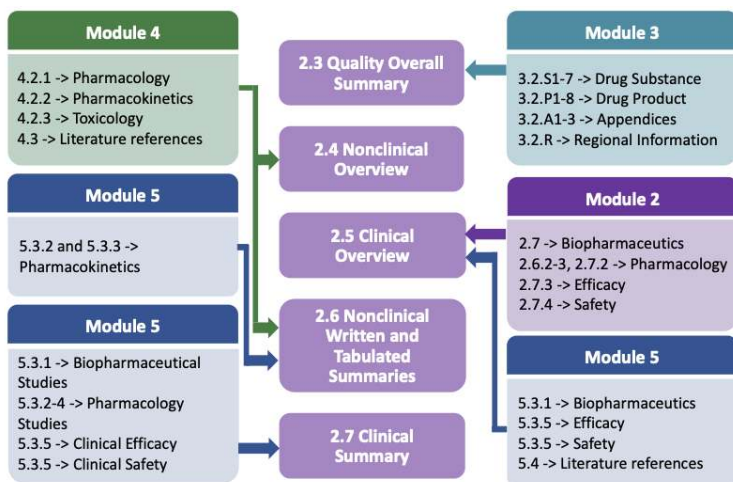 Module 4
4.2.1 -> Pharmacology
4.2.2 -> Pharmacokinetics
4.2.3 -> Toxicology
4.3 -> Literature references
Module 5
5.3.2 and 5.3.3 ->
Pharmacokinetics
Module 5
5.3.1 -> Biopharmaceutical
Studies
5.3.2-4 -> Pharmacology
Studies
5.3.5 -> Clinical Efficacy
5.3.5 -> Clinical Safety
2.3 Quality Overall
Summary
2.4 Nonclinical
Overview
2.5 Clinical
Overview
2.6 Nonclinical
Written and
Tabulated
Summaries
2.7 Clinical
Summary
Module 3
3.2.S1-7 -> Drug Substance
3.2.P1-8 -> Drug Product
3.2.A1-3 -> Appendices
3.2.R -> Regional Information
Module 2
2.7 -> Biopharmaceutics
2.6.2-3, 2.7.2 -> Pharmacology
2.7.3 -> Efficacy
2.7.4 -> Safety
Module 5
5.3.1 -> Biopharmaceutics
5.3.5 -> Efficacy
5.3.5 -> Safety
5.4 -> Literature references